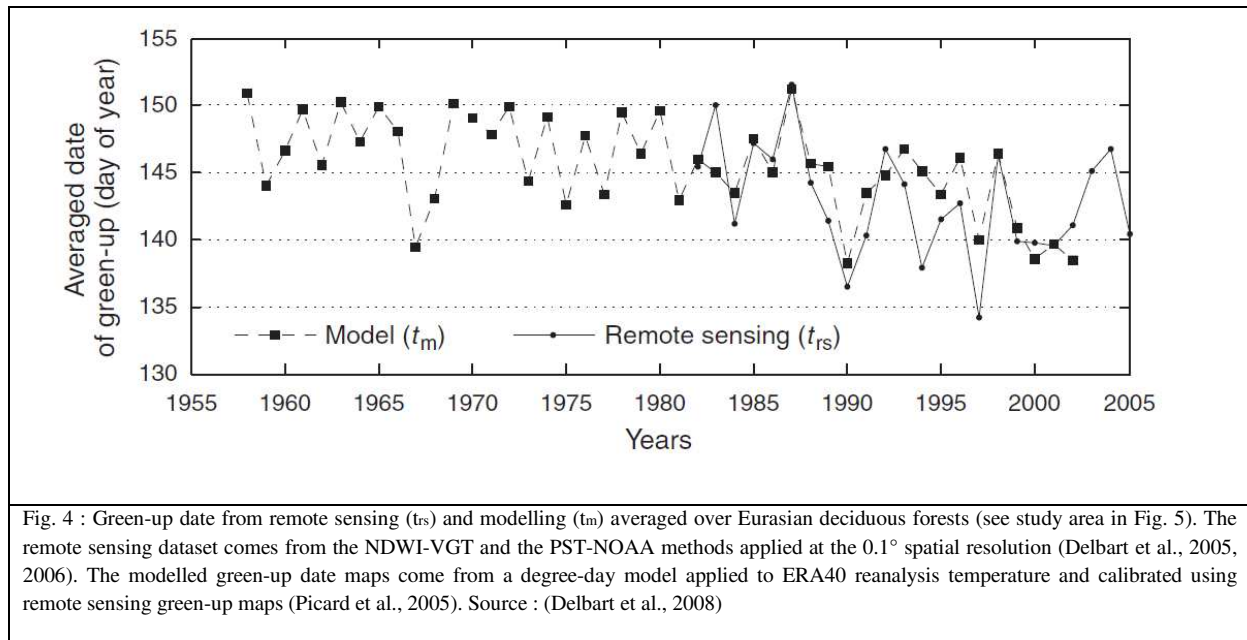 155
150
145
140
135
130
Averaged date
of green-up (day of year)
Model (tm)
Remote sensing (trs)
1955 1960 1965 1970 1975 1980 1985 1990 1995 2000 2005
Years
Fig. 4 : Green-up date from remote sensing (trs) and modelling (tm) averaged over Eurasian deciduous forests (see study area in Fig. 5). The
remote sensing dataset comes from the NDWI-VGT and the PST-NOAA methods applied at the 0.1° spatial resolution (Delbart et al., 2005,
2006). The modelled green-up date maps come from a degree-day model applied to ERA40 reanalysis temperature and calibrated using
remote sensing green-up maps (Picard et al., 2005). Source : (Delbart et al., 2008)